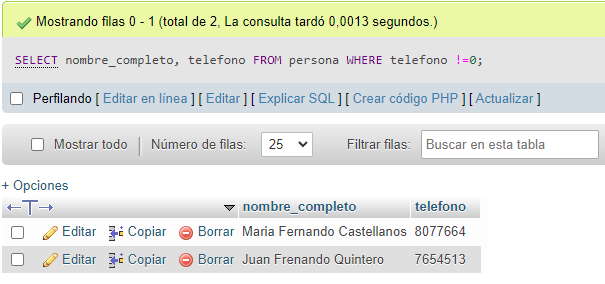 Mostrando filas 0 - 1 (total de 2, La consulta tardó 0,0013 segundos.)
SELECT nombre_completo, telefono FROM persona WHERE telefono !=0;
Perfilando [ Editar en línea ] [ Editar ] [ Explicar SQL ] [ Crear código PHP ] [ Actualizar ]
Mostrar todo | Número de filas: 25 Filtrar filas: Buscar en esta tabla
+ Opciones
←T→ nombre_completo telefono
Editar Copiar Borrar Maria Fernando Castellanos 8077664
Editar Copiar Borrar Juan Frenando Quintero 7654513